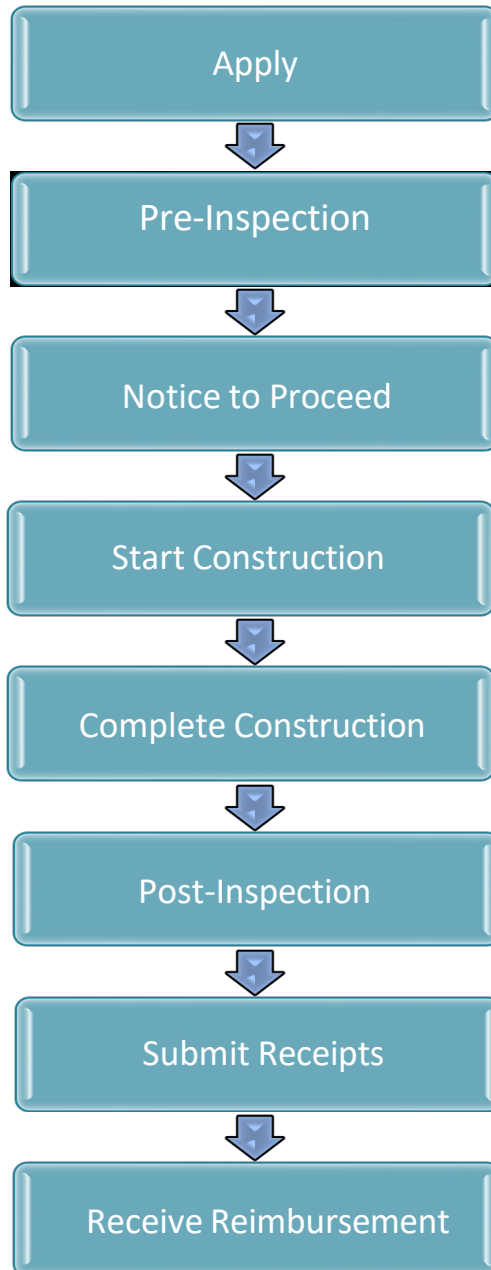 Apply
Pre-Inspection
Notice to Proceed
Start Construction
Complete Construction
Post-Inspection
Submit Receipts
Receive Reimbursement